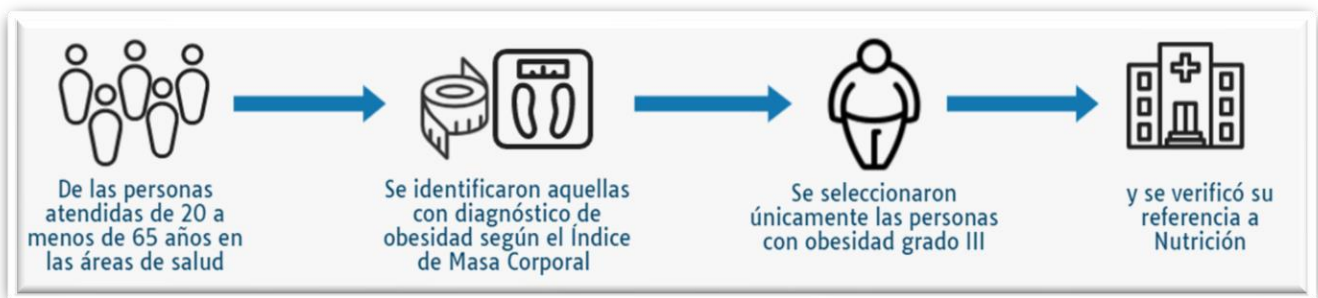 De las personas
atendidas de 20 a
menos de 65 años en
las áreas de salud
Se identificaron aquellas
con diagnóstico de
obesidad según el Índice
de Masa Corporal
Se seleccionaron
únicamente las personas
con obesidad grado III
y se verificó su
referencia a
Nutrición